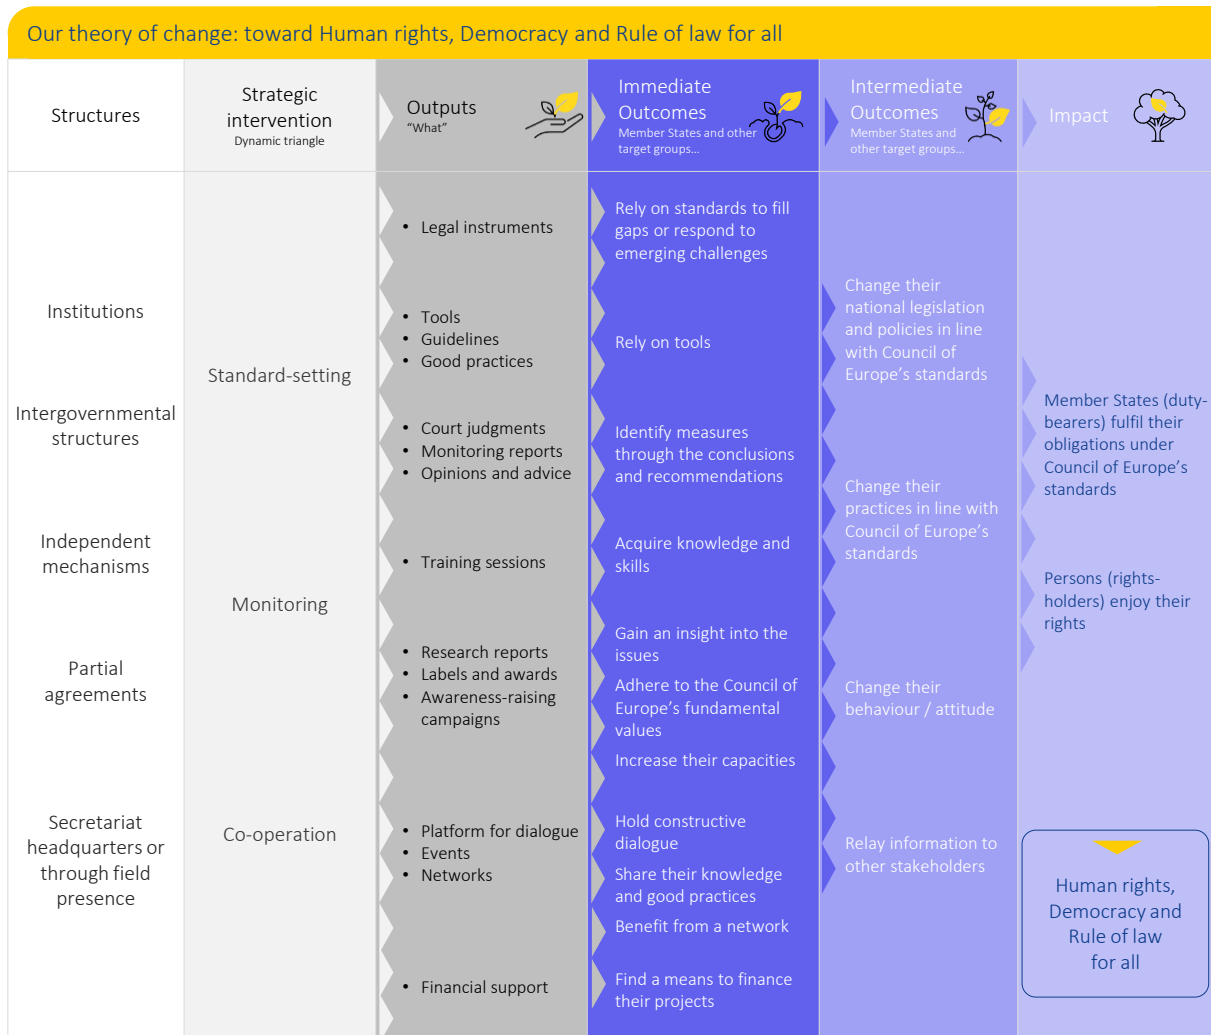 Our theory of change: toward Human rights, Democracy and Rule of law for all
Structures
Strategic
intervention
Dynamic triangle
Outputs
“What”
Immediate
Outcomes
Member States and other
target groups…
Intermediate
Outcomes
Member States and
other target groups…
Impact
Institutions
Intergovernmental
structures
Independent
mechanisms
Partial
agreements
Secretariat
headquarters or
through field
presence
Standard-setting
Monitoring
Co-operation
• Legal instruments
• Tools
• Guidelines
• Good practices
• Court judgments
• Monitoring reports
• Opinions and advice
• Training sessions
• Research reports
• Labels and awards
• Awareness-raising
campaigns
• Platform for dialogue
• Events
• Networks
• Financial support
Rely on standards to fill
gaps or respond to
emerging challenges
Rely on tools
Identify measures
through the conclusions
and recommendations
Acquire knowledge and
skills
Gain an insight into the
issues
Adhere to the Council of
Europe’s fundamental
values
Increase their capacities
Hold constructive
dialogue
Share their knowledge
and good practices
Benefit from a network
Find a means to finance
their projects
Change their
national legislation
and policies in line
with Council of
Europe’s standards
Change their
practices in line with
Council of Europe’s
standards
Change their
behaviour / attitude
Relay information to
other stakeholders
Member States (duty-
bearers) fulfil their
obligations under
Council of Europe’s
standards
Persons (rights-
holders) enjoy their
rights
Human rights,
Democracy and
Rule of law
for all